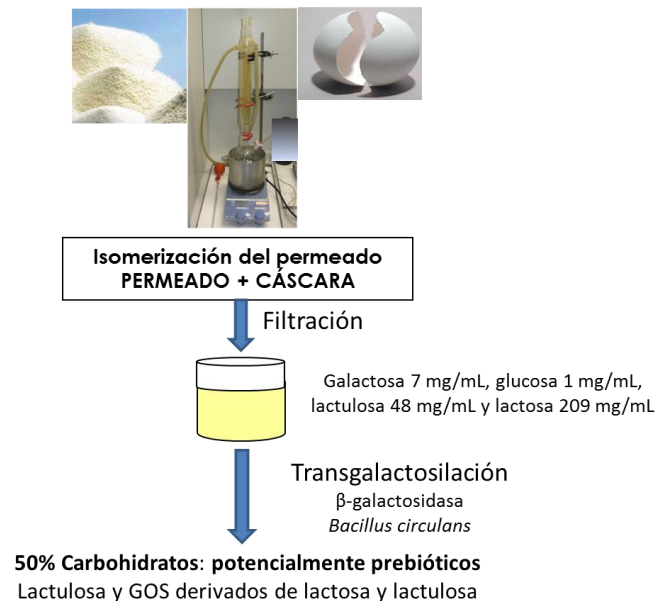 Isomerización del permeado
PERMEADO + CÁSCARA
Filtración
Galactosa 7 mg/mL, glucosa 1 mg/mL,
lactulosa 48 mg/mL y lactosa 209 mg/mL
Transgalactosilación
β-galactosidasa
Bacillus circulans
50% Carbohidratos: potencialmente prebióticos
Lactulosa y GOS derivados de lactosa y lactulosa